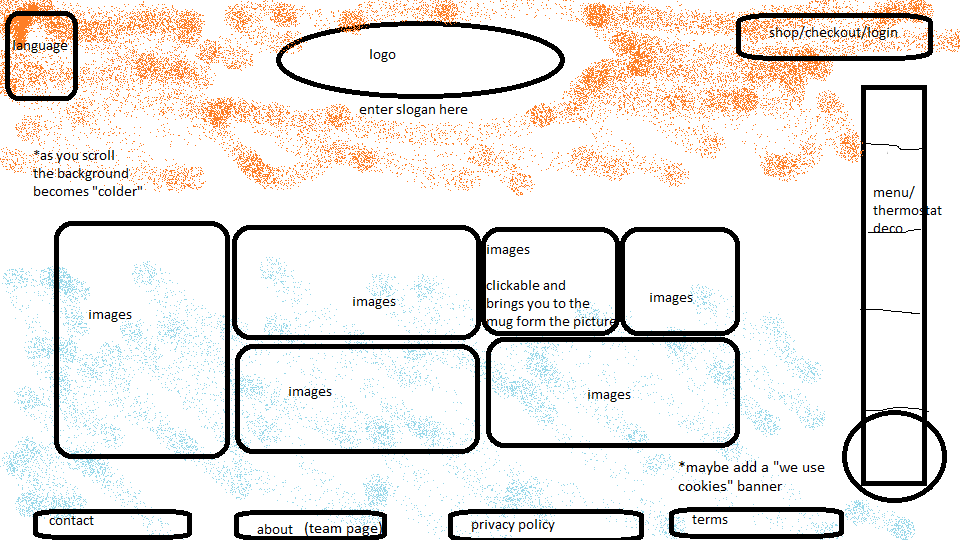 language
logo
shop/checkout/login
enter slogan here
*as you scroll
the background
becomes "colder"
menu/
thermostat
deco
images
images
images
clickable and
brings you to the
mug form the picture
images
images
images
*maybe add a "we use
cookies" banner
contact
about (team page)
privacy policy
terms